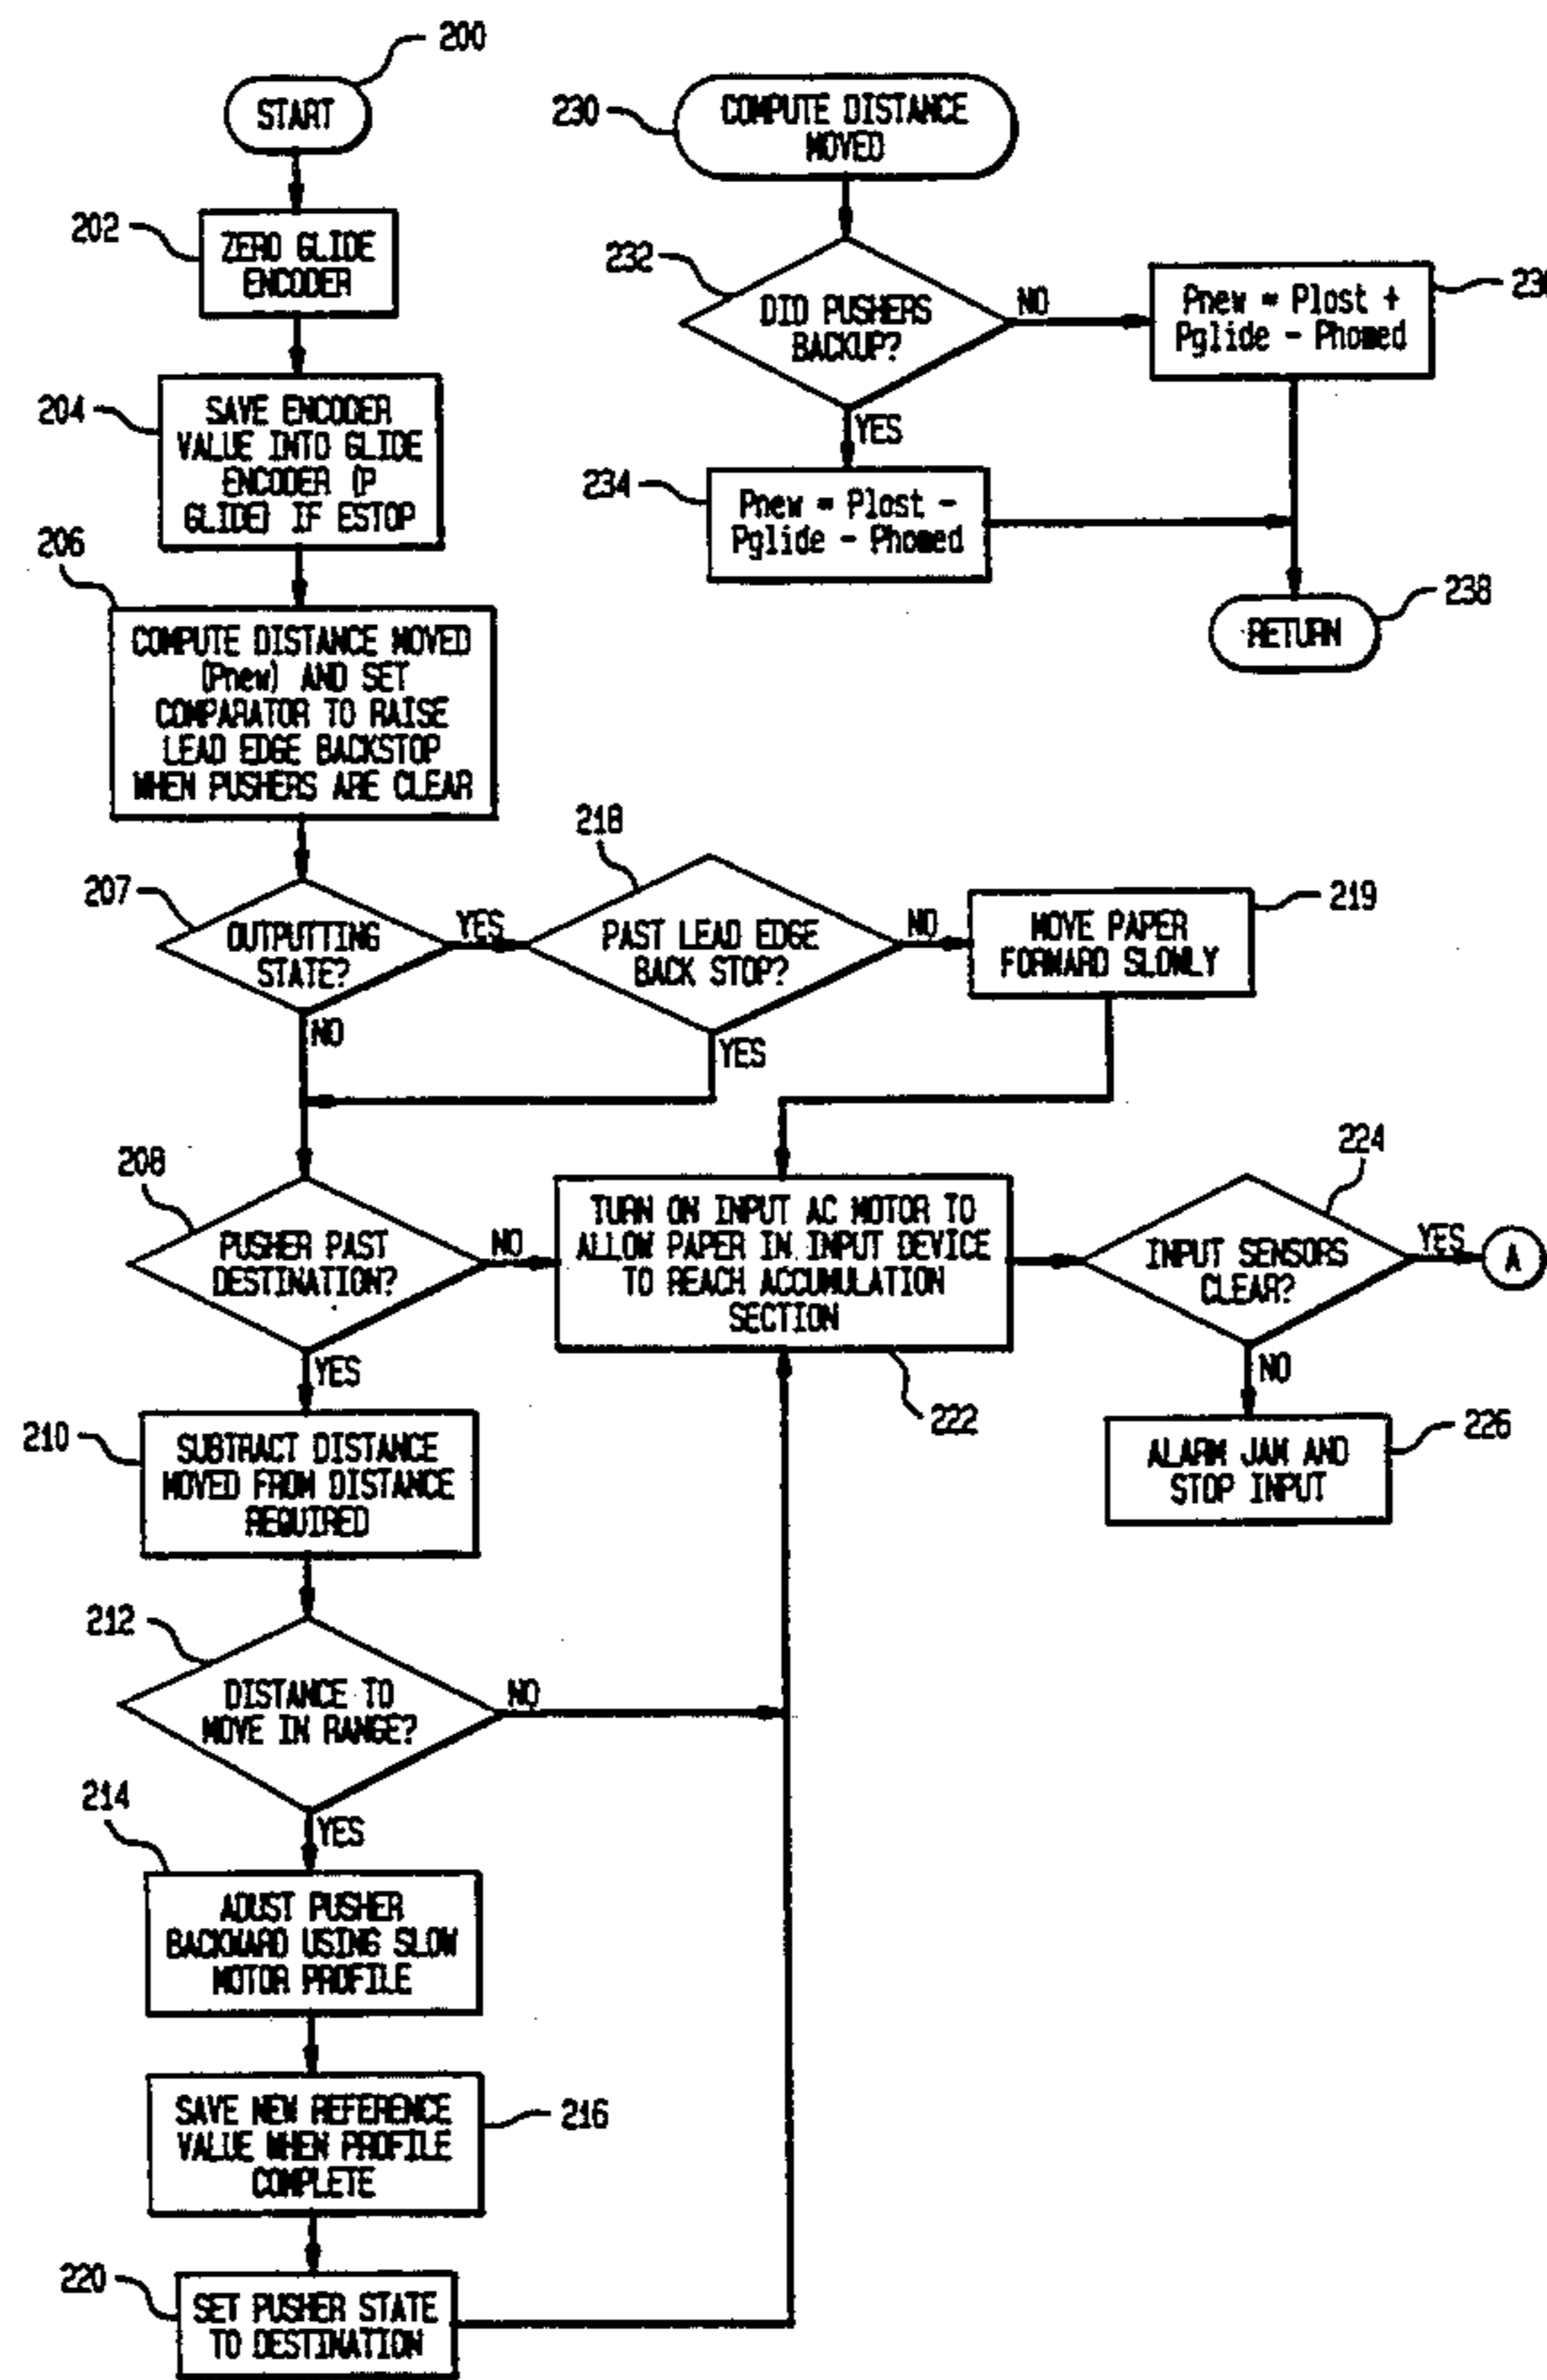 200
START
202
ZERO GLIDE
ENCODER
204
SAVE ENCODER
VALUE INTO GLIDE
ENCODER (P
GLIDE) IF ESTOP
206
COMPUTE DISTANCE MOVED
(Pnew) AND SET
COMPARATOR TO RAISE
LEAD EDGE BACKSTOP
WHEN PUSHERS ARE CLEAR
230
COMPUTE DISTANCE
MOVED
232
DID PUSHERS
BACKUP?
NO
YES
Pnew = Plast +
Pglide - Phomed
234
Pnew = Plast -
Pglide - Phomed
238
RETURN
207
OUTPUTTING
STATE?
YES
NO
218
PAST LEAD EDGE
BACK STOP?
NO
YES
219
MOVE PAPER
FORWARD SLOWLY
208
PUSHER PAST
DESTINATION?
NO
YES
TURN ON INPUT AC MOTOR TO
ALLOW PAPER IN INPUT DEVICE
TO REACH ACCUMULATION
SECTION
222
224
INPUT SENSORS
CLEAR?
YES
A
NO
ALARM JAM AND
STOP INPUT
226
210
SUBTRACT DISTANCE
MOVED FROM DISTANCE
REQUIRED
212
DISTANCE TO
MOVE IN RANGE?
NO
YES
214
ADUST PUSHER
BACKWARD USING SLOW
MOTOR PROFILE
216
SAVE NEW REFERENCE
VALUE WHEN PROFILE
COMPLETE
220
SET PUSHER STATE
TO DESTINATION